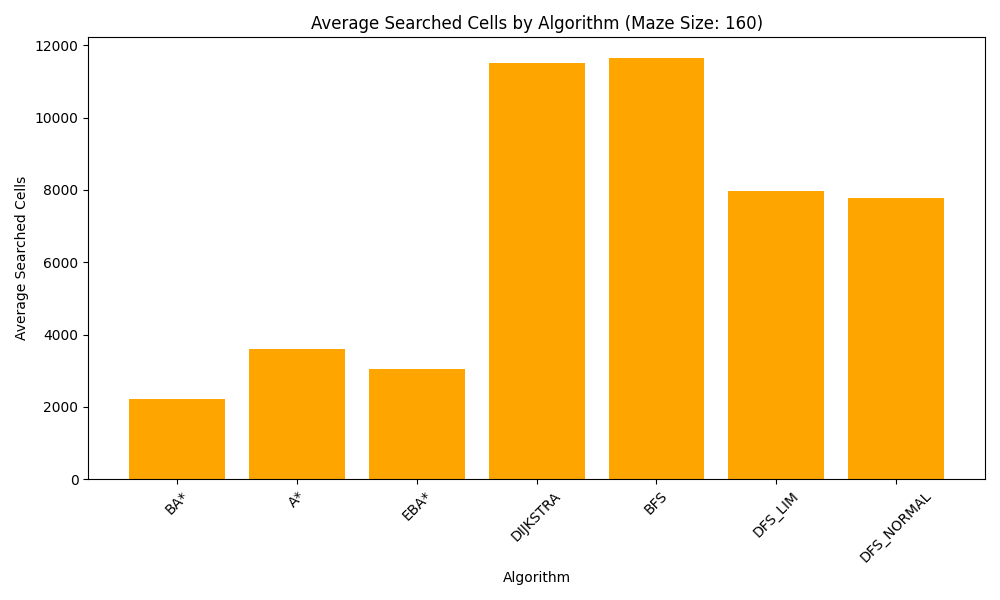 Average Searched Cells by Algorithm (Maze Size: 160)
Average Searched Cells
12000
10000
8000
6000
4000
2000
0
BA*
A*
EBA*
DIJKSTRA
BFS
DFS_LIM
DFS_NORMAL
Algorithm